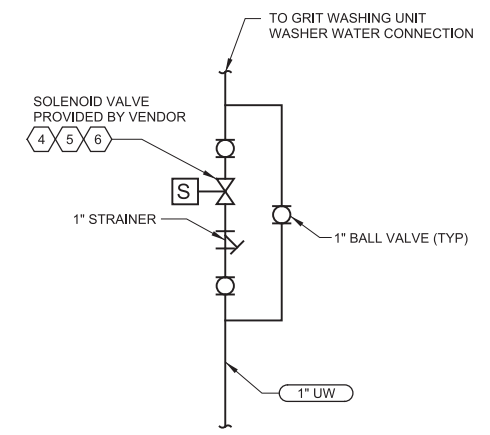 TO GRIT WASHING UNIT
WASHER WATER CONNECTION
SOLENOID VALVE
PROVIDED BY VENDOR
4 5 6
S
1" STRAINER
1" BALL VALVE (TYP)
1" UW